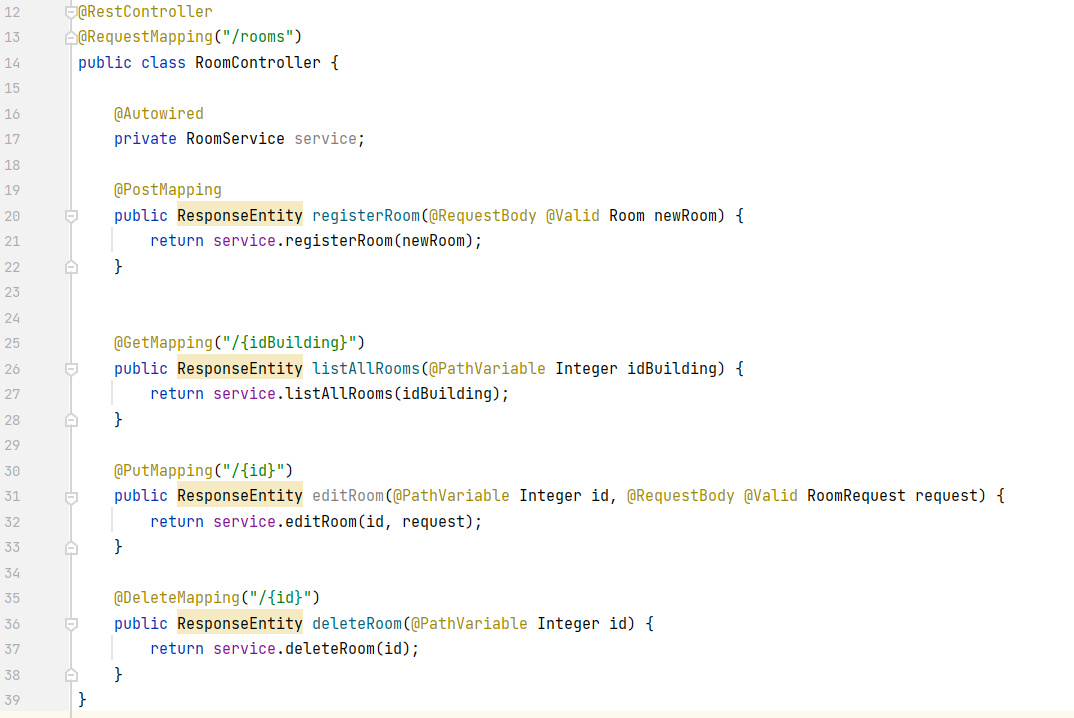 12 @RestController
13 @RequestMapping("/rooms")
14 public class RoomController {
15
16     @Autowired
17     private RoomService service;
18
19     @PostMapping
20     public ResponseEntity registerRoom(@RequestBody @Valid Room newRoom) {
21         return service.registerRoom(newRoom);
22     }
23
24
25     @GetMapping("/{idBuilding}")
26     public ResponseEntity listAllRooms(@PathVariable Integer idBuilding) {
27         return service.listAllRooms(idBuilding);
28     }
29
30     @PutMapping("/{id}")
31     public ResponseEntity editRoom(@PathVariable Integer id, @RequestBody @Valid RoomRequest request) {
32         return service.editRoom(id, request);
33     }
34
35     @DeleteMapping("/{id}")
36     public ResponseEntity deleteRoom(@PathVariable Integer id) {
37         return service.deleteRoom(id);
38     }
39 }